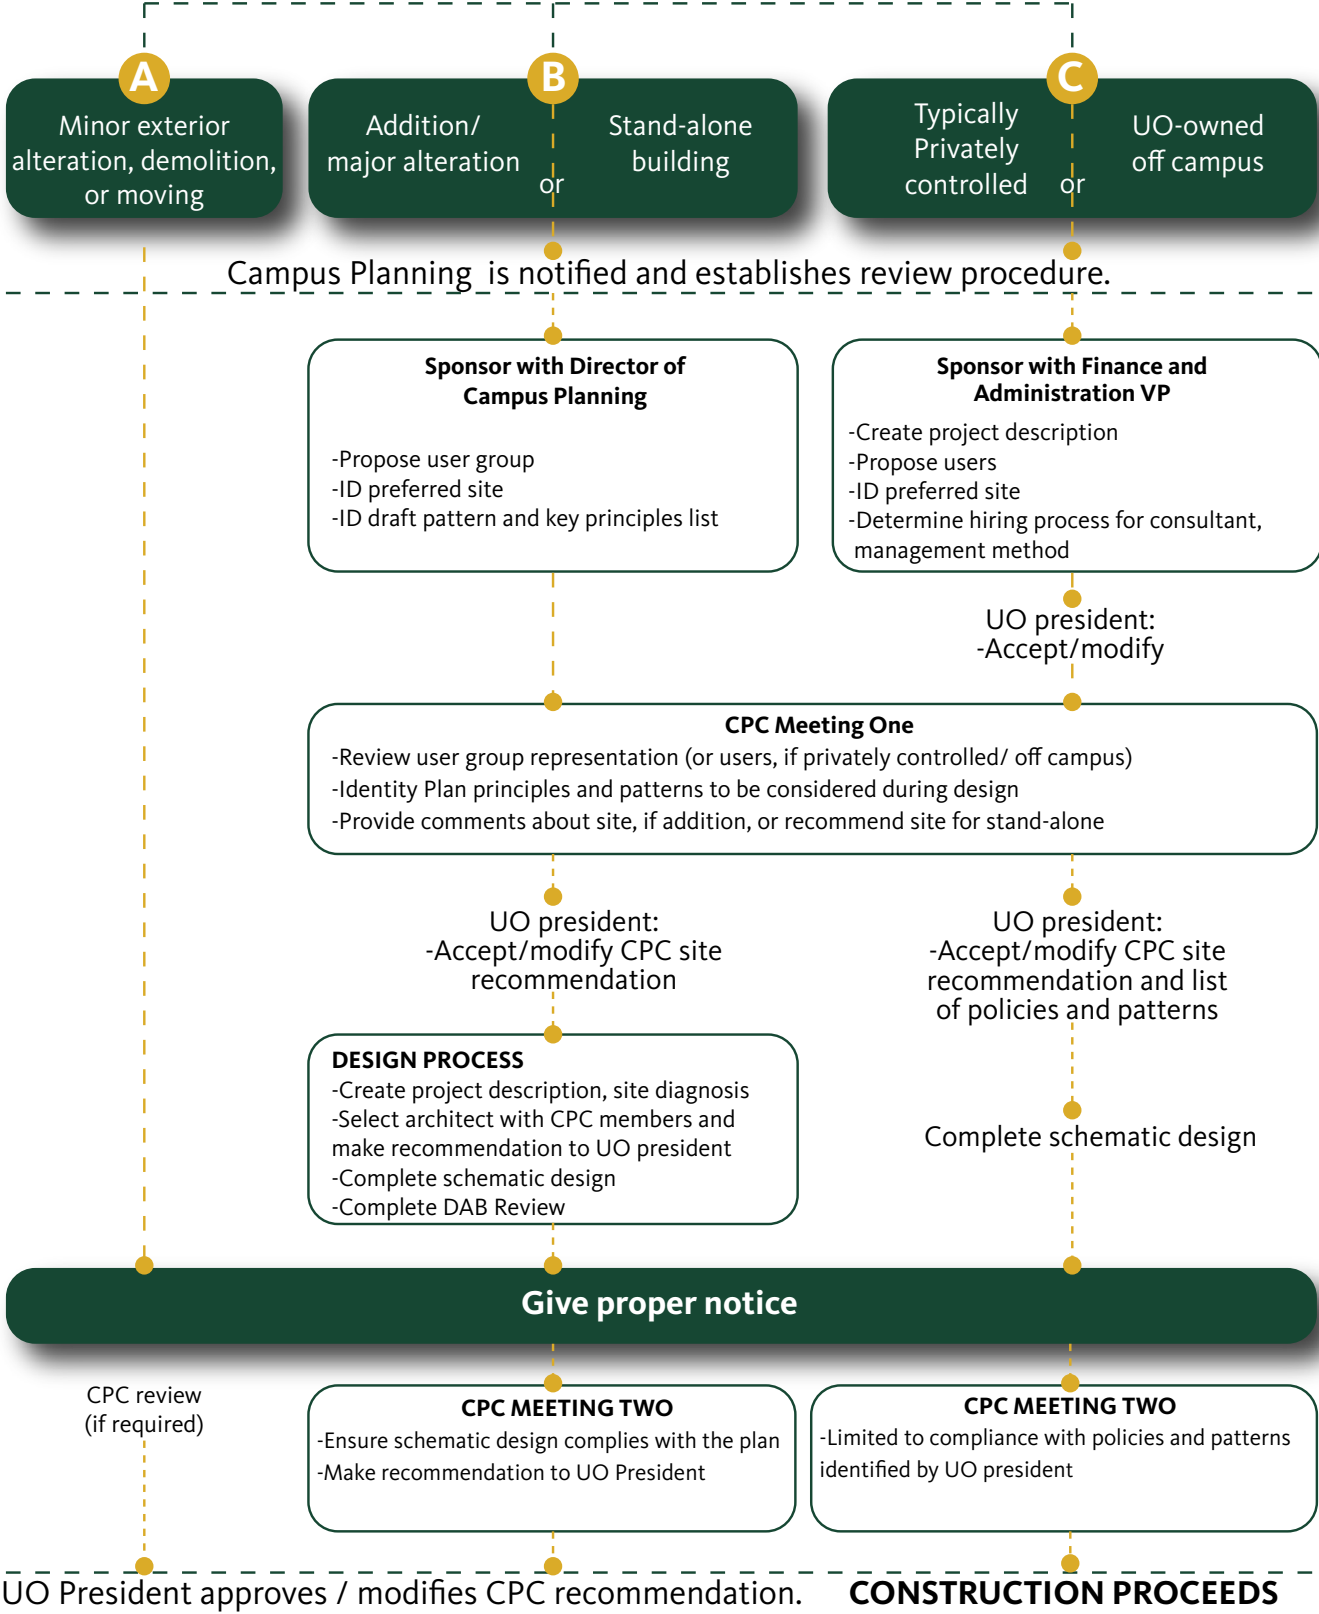 A
Minor exterior
alteration, demolition,
or moving
B
Addition/
major alteration
or
Stand-alone
building
C
Typically
Privately
controlled
or
UO-owned
off campus
Campus Planning is notified and establishes review procedure.
Sponsor with Director of
Campus Planning
-Propose user group
-ID preferred site
-ID draft pattern and key principles list
Sponsor with Finance and
Administration VP
-Create project description
-Propose users
-ID preferred site
-Determine hiring process for consultant,
management method
UO president:
-Accept/modify
CPC Meeting One
-Review user group representation (or users, if privately controlled/ off campus)
-Identity Plan principles and patterns to be considered during design
-Provide comments about site, if addition, or recommend site for stand-alone
UO president:
-Accept/modify CPC site
recommendation
UO president:
-Accept/modify CPC site
recommendation and list
of policies and patterns
DESIGN PROCESS
-Create project description, site diagnosis
-Select architect with CPC members and
make recommendation to UO president
-Complete schematic design
-Complete DAB Review
Complete schematic design
Give proper notice
CPC review
(if required)
CPC MEETING TWO
-Ensure schematic design complies with the plan
-Make recommendation to UO President
CPC MEETING TWO
-Limited to compliance with policies and patterns
identified by UO president
UO President approves / modifies CPC recommendation.
CONSTRUCTION PROCEEDS